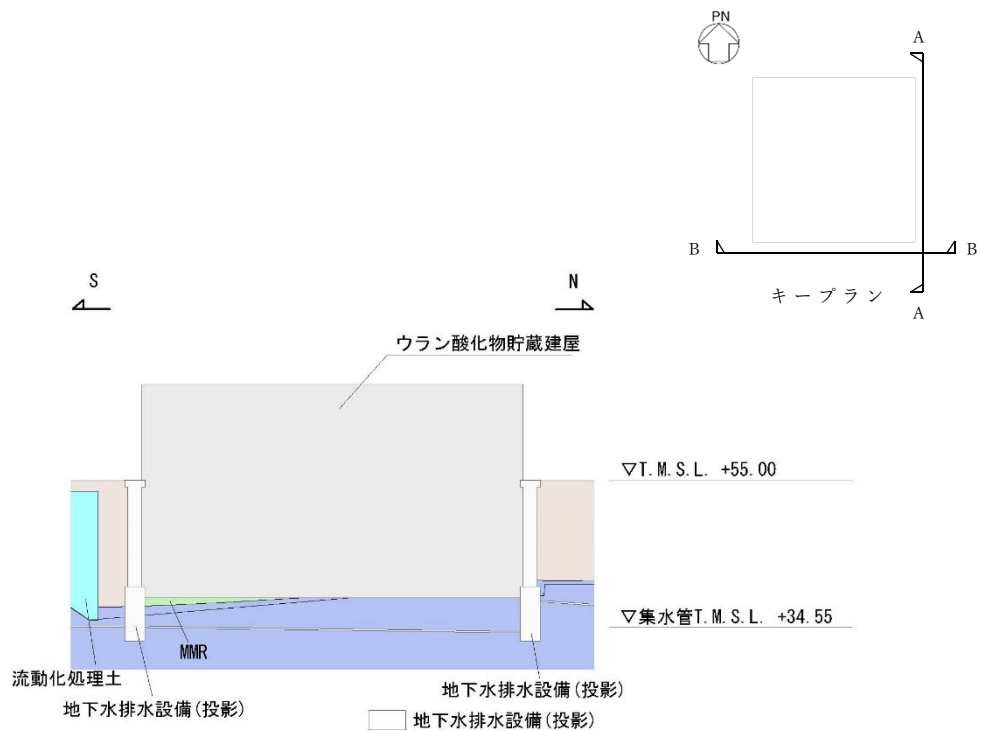 PN
A
B
B
キープラン
A
S
N
ウラン酸化物貯蔵建屋
▽T.M.S.L. +55.00
▽集水管T.M.S.L. +34.55
MMR
流動化処理土
地下水排水設備(投影)
地下水排水設備(投影)
地下水排水設備(投影)